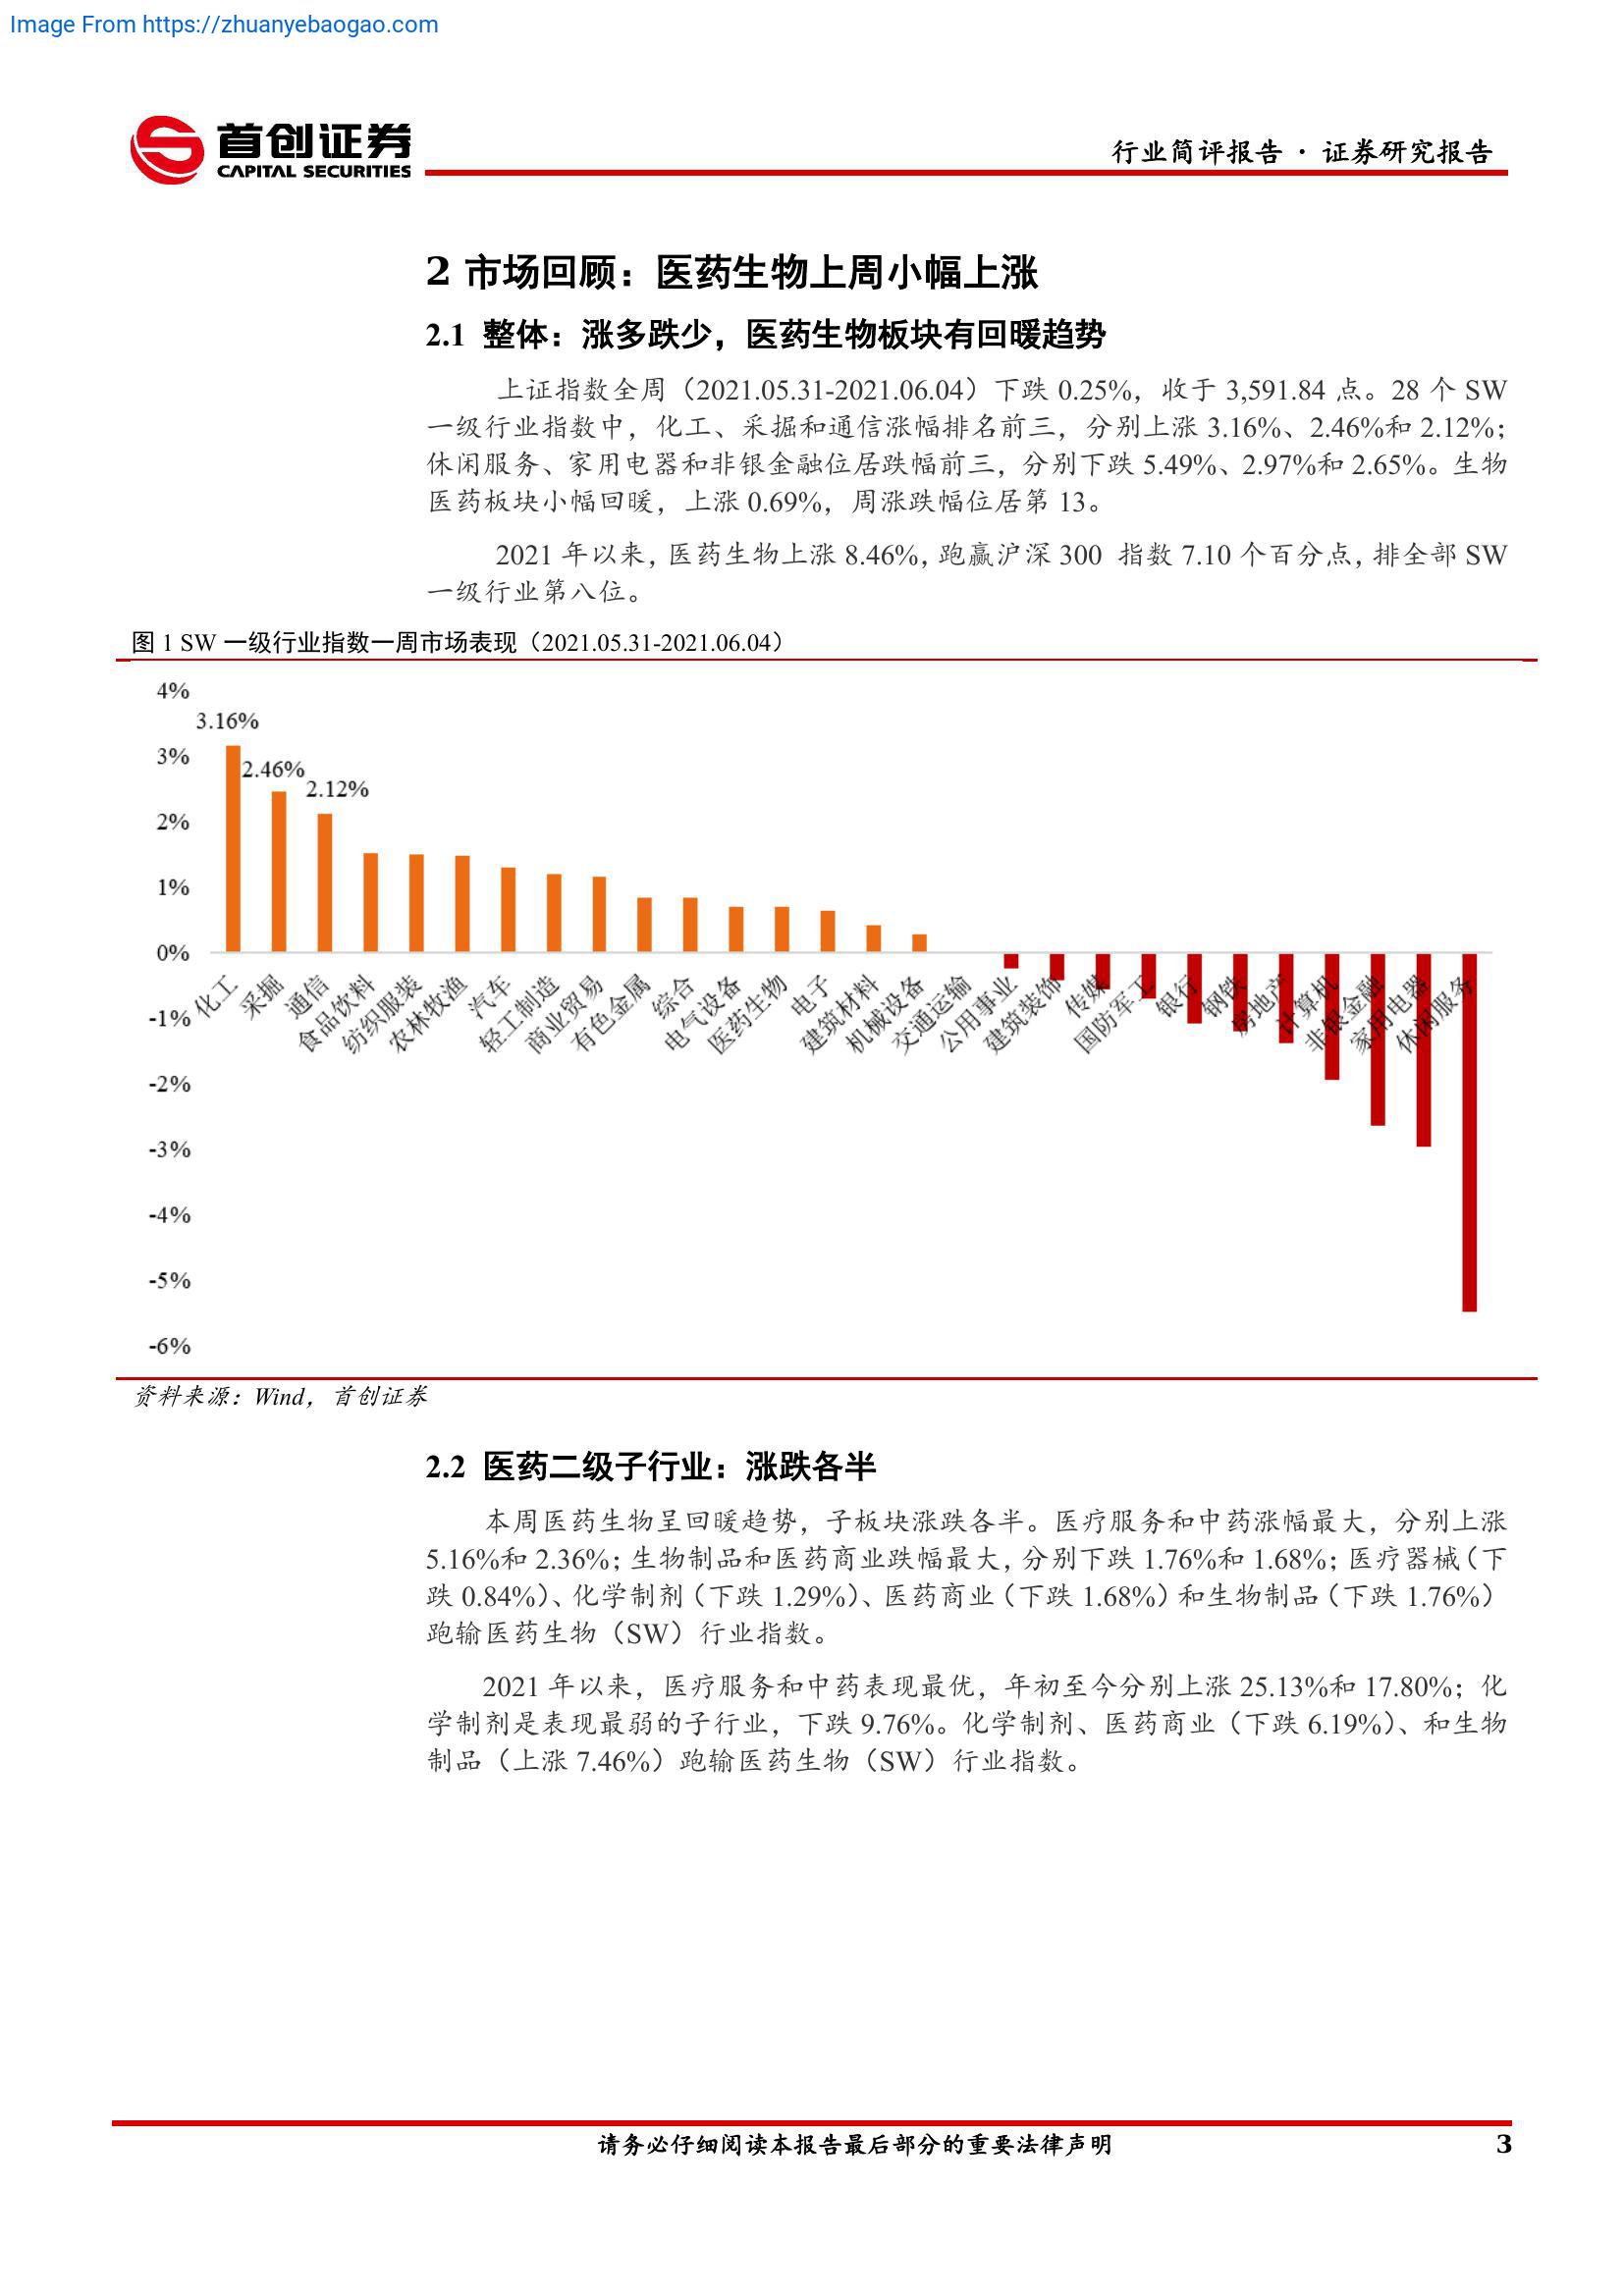 Image From https://zhuanyebaogao.com
首创证券
CAPITAL SECURITIES
行业简评报告 · 证券研究报告
2 市场回顾：医药生物上周小幅上涨
2.1 整体：涨多跌少，医药生物板块有回暖趋势
上证指数全周（2021.05.31-2021.06.04）下跌 0.25%，收于 3,591.84 点。28 个 SW
一级行业指数中，化工、采掘和通信涨幅排名前三，分别上涨 3.16%、2.46%和 2.12%；
休闲服务、家用电器和非银金融位居跌幅前三，分别下跌 5.49%、2.97%和 2.65%。生物
医药板块小幅回暖，上涨 0.69%，周涨跌幅位居第 13。
2021 年以来，医药生物上涨 8.46%，跑赢沪深 300 指数 7.10 个百分点，排全部 SW
一级行业第八位。
图 1 SW 一级行业指数一周市场表现（2021.05.31-2021.06.04）
4%
3%
2%
1%
0%
-1%
-2%
-3%
-4%
-5%
-6%
3.16%
2.46%
2.12%
化工
采掘
通信
食品饮料
纺织服装
农林牧渔
汽车
轻工制造
商业贸易
有色金属
综合
电气设备
医药生物
电子
建筑材料
机械设备
交通运输
公用事业
建筑装饰
传媒
国防军工
银行
钢铁
房地产
计算机
非银金融
家用电器
休闲服务
资料来源：Wind，首创证券
2.2 医药二级子行业：涨跌各半
本周医药生物呈回暖趋势，子板块涨跌各半。医疗服务和中药涨幅最大，分别上涨
5.16%和 2.36%；生物制品和医药商业跌幅最大，分别下跌 1.76%和 1.68%；医疗器械（下
跌 0.84%）、化学制剂（下跌 1.29%）、医药商业（下跌 1.68%）和生物制品（下跌 1.76%）
跑输医药生物（SW）行业指数。
2021 年以来，医疗服务和中药表现最优，年初至今分别上涨 25.13%和 17.80%；化
学制剂是表现最弱的子行业，下跌 9.76%。化学制剂、医药商业（下跌 6.19%）、和生物
制品（上涨 7.46%）跑输医药生物（SW）行业指数。
请务必仔细阅读本报告最后部分的重要法律声明
3